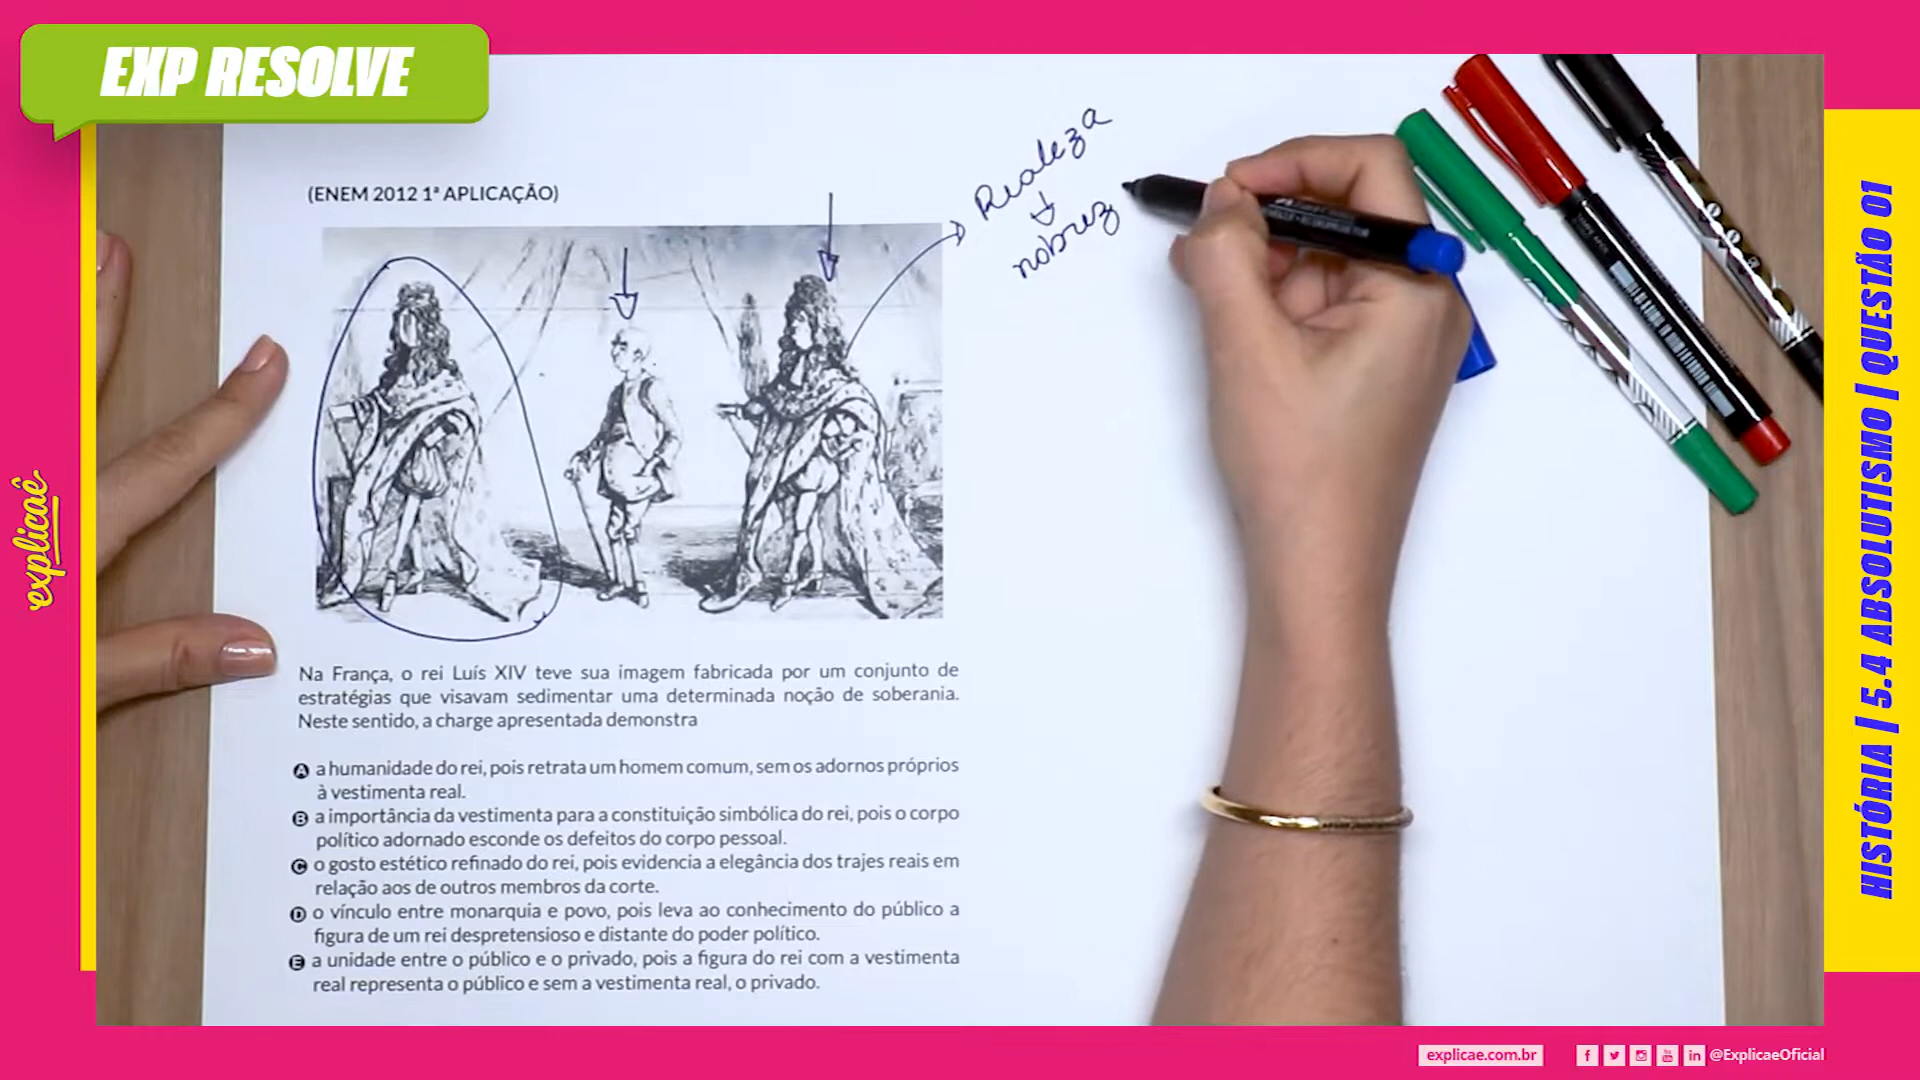 EXP RESOLVE
(ENEM 2012 1ª APLICAÇÃO)
Realeza
nobrez
Na França, o rei Luís XIV teve sua imagem fabricada por um conjunto de
estratégias que visavam sedimentar uma determinada noção de soberania.
Neste sentido, a charge apresentada demonstra
A a humanidade do rei, pois retrata um homem comum, sem os adornos próprios
à vestimenta real.
B a importância da vestimenta para a constituição simbólica do rei, pois o corpo
político adornado esconde os defeitos do corpo pessoal.
C o gosto estético refinado do rei, pois evidencia a elegância dos trajes reais em
relação aos de outros membros da corte.
D o vínculo entre monarquia e povo, pois leva ao conhecimento do público a
figura de um rei despretensioso e distante do poder político.
E a unidade entre o público e o privado, pois a figura do rei com a vestimenta
real representa o público e sem a vestimenta real, o privado.
explicaê
HISTÓRIA | 5.4 ABSOLUTISMO | QUESTÃO 01
explicae.com.br
@ExplicaeOficial